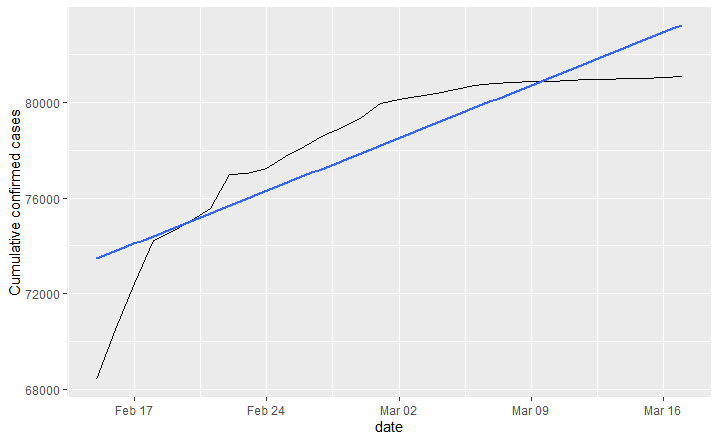 Cumulative confirmed cases
80000
76000
72000
68000
Feb 17
Feb 24
Mar 02
Mar 09
Mar 16
date